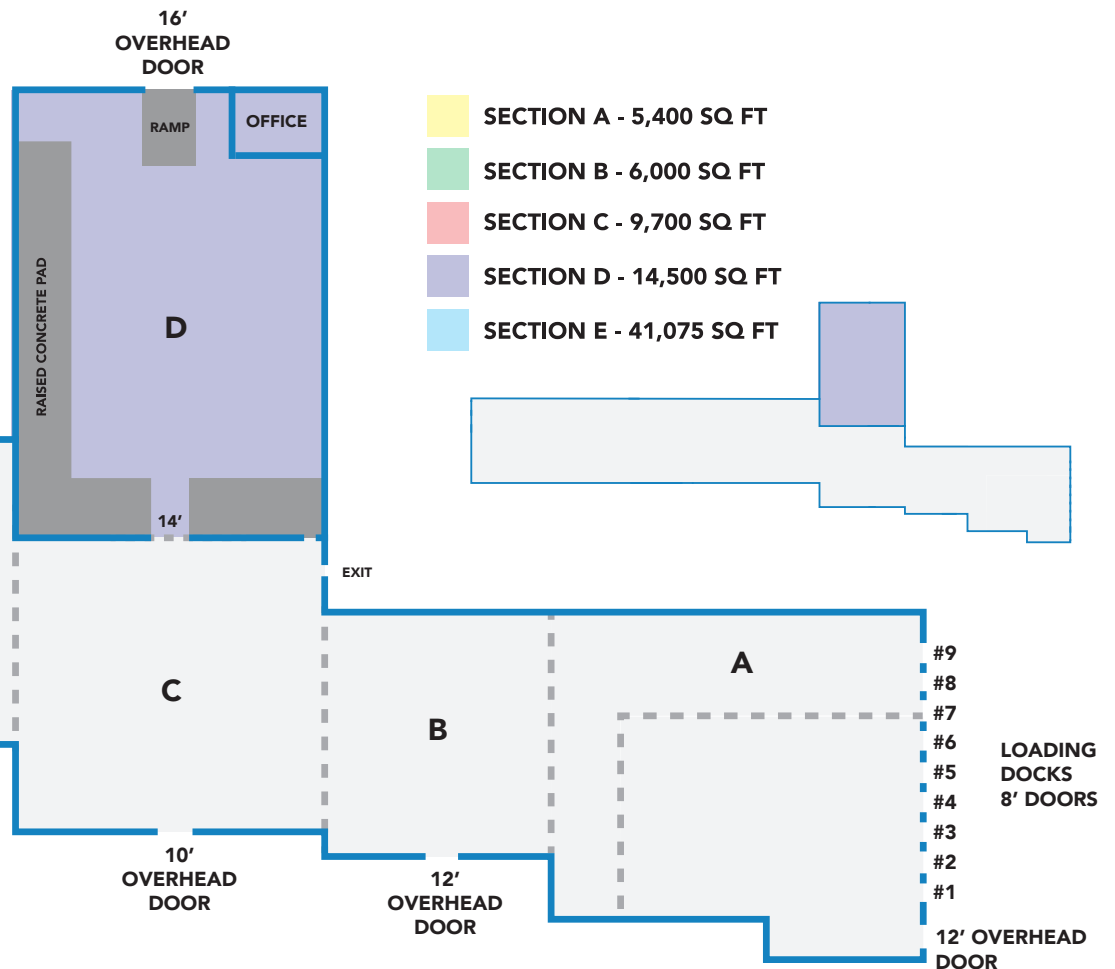 16’
OVERHEAD
DOOR
RAMP
OFFICE
RAISED CONCRETE PAD
D
14’
SECTION A - 5,400 SQ FT
SECTION B - 6,000 SQ FT
SECTION C - 9,700 SQ FT
SECTION D - 14,500 SQ FT
SECTION E - 41,075 SQ FT
EXIT
C
B
A
#9
#8
#7
#6
#5
#4
#3
#2
#1
LOADING
DOCKS
8’ DOORS
10’
OVERHEAD
DOOR
12’
OVERHEAD
DOOR
12’ OVERHEAD
DOOR